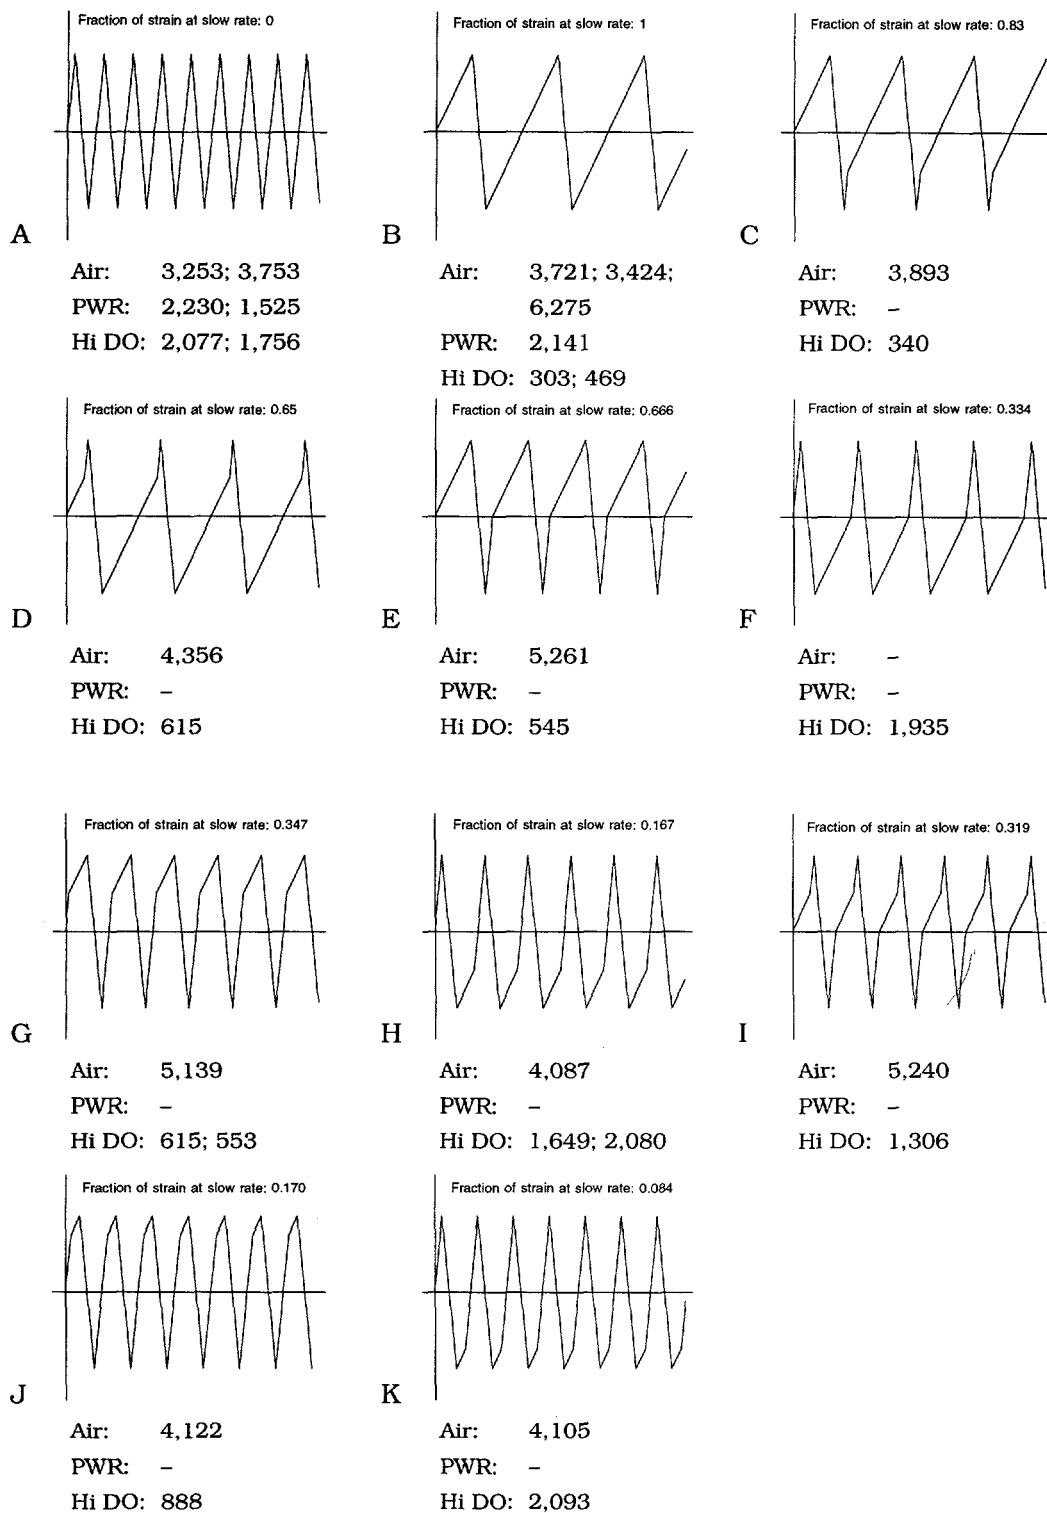 Fraction of strain at slow rate: 0
A
Air: 3,253; 3,753
PWR: 2,230; 1,525
Hi DO: 2,077; 1,756
Fraction of strain at slow rate: 1
B
Air: 3,721; 3,424;
6,275
PWR: 2,141
Hi DO: 303; 469
Fraction of strain at slow rate: 0.83
C
Air: 3,893
PWR: –
Hi DO: 340
Fraction of strain at slow rate: 0.65
D
Air: 4,356
PWR: –
Hi DO: 615
Fraction of strain at slow rate: 0.666
E
Air: 5,261
PWR: –
Hi DO: 545
Fraction of strain at slow rate: 0.334
F
Air: –
PWR: –
Hi DO: 1,935
Fraction of strain at slow rate: 0.347
G
Air: 5,139
PWR: –
Hi DO: 615; 553
Fraction of strain at slow rate: 0.167
H
Air: 4,087
PWR: –
Hi DO: 1,649; 2,080
Fraction of strain at slow rate: 0.319
I
Air: 5,240
PWR: –
Hi DO: 1,306
Fraction of strain at slow rate: 0.170
J
Air: 4,122
PWR: –
Hi DO: 888
Fraction of strain at slow rate: 0.084
K
Air: 4,105
PWR: –
Hi DO: 2,093